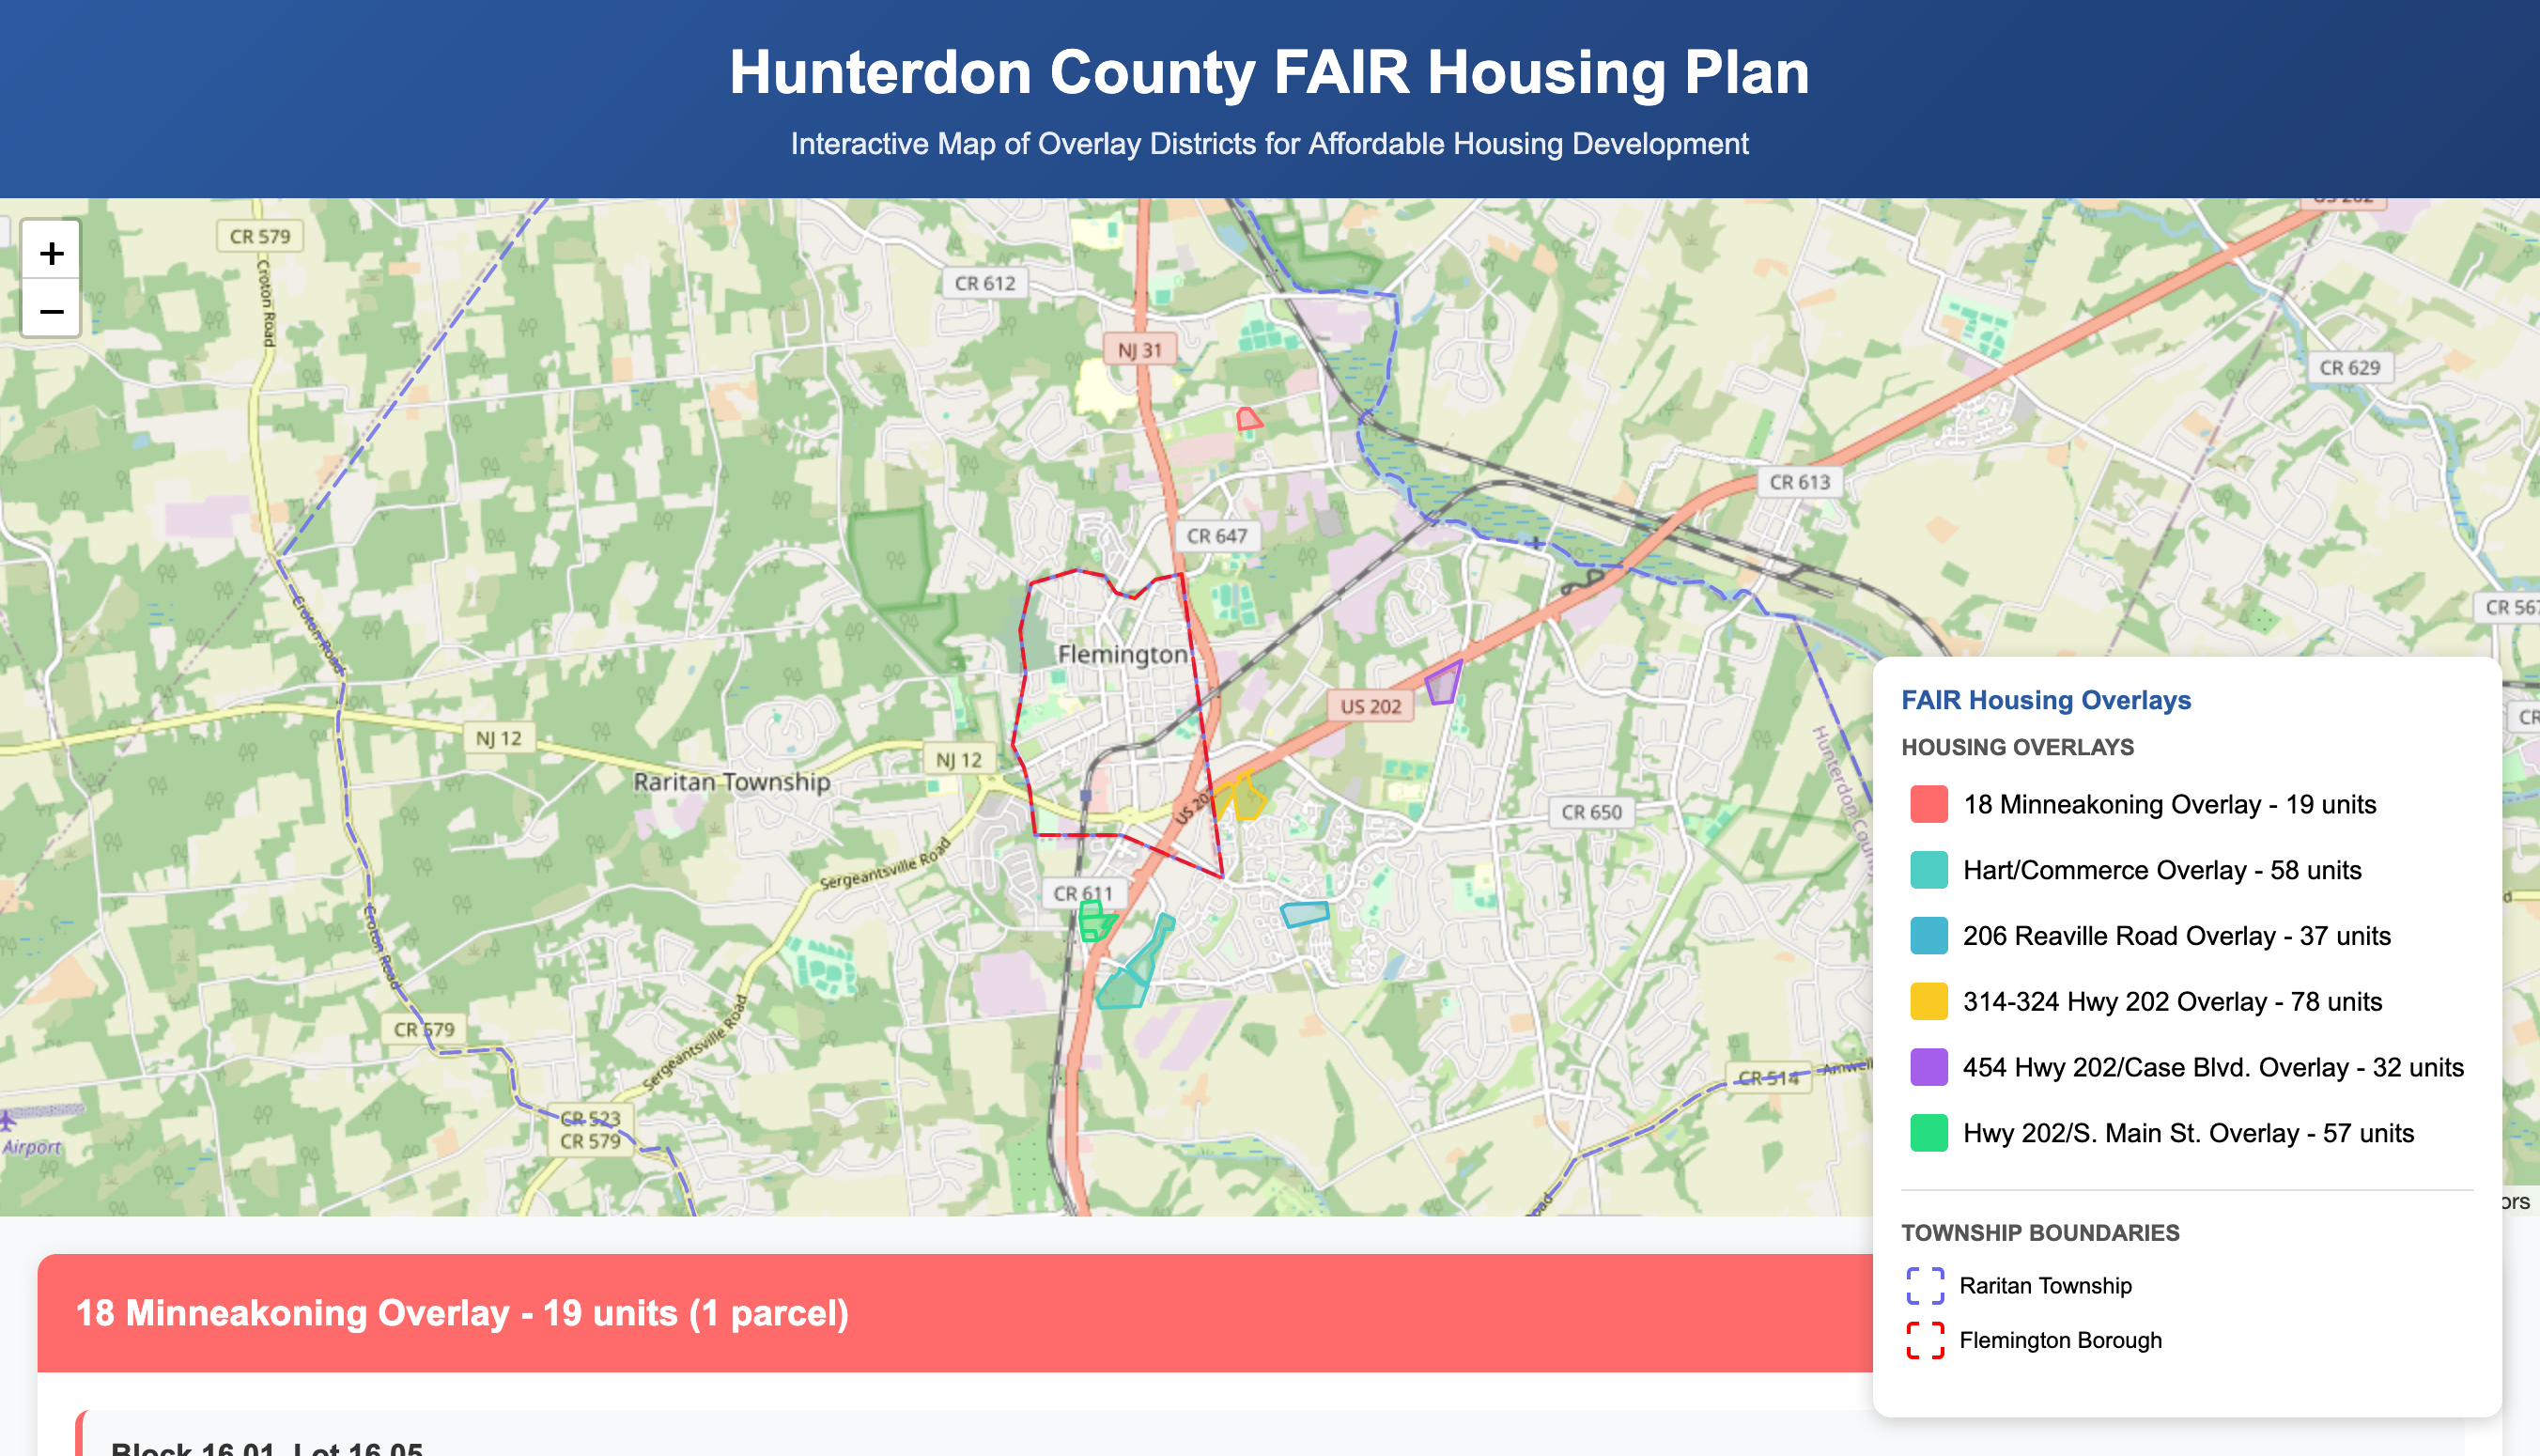 Hunterdon County FAIR Housing Plan
Interactive Map of Overlay Districts for Affordable Housing Development
+
−
US 202
CR 579
Croton Road
CR 612
NJ 31
CR 629
CR 613
CR 647
CR 567
Croton Road
Flemington
US 202
NJ 12
NJ 12
Raritan Township
US 202
CR 650
Hunterdon County
Sergeantsville Road
CR 611
Croton Road
CR 579
Sergeantsville Road
CR 514
CR 523
CR 579
Airport
FAIR Housing Overlays
HOUSING OVERLAYS
18 Minneakoning Overlay - 19 units
Hart/Commerce Overlay - 58 units
206 Reaville Road Overlay - 37 units
314-324 Hwy 202 Overlay - 78 units
454 Hwy 202/Case Blvd. Overlay - 32 units
Hwy 202/S. Main St. Overlay - 57 units
TOWNSHIP BOUNDARIES
Raritan Township
Flemington Borough
18 Minneakoning Overlay - 19 units (1 parcel)
Block 16.01, Lot 16.05